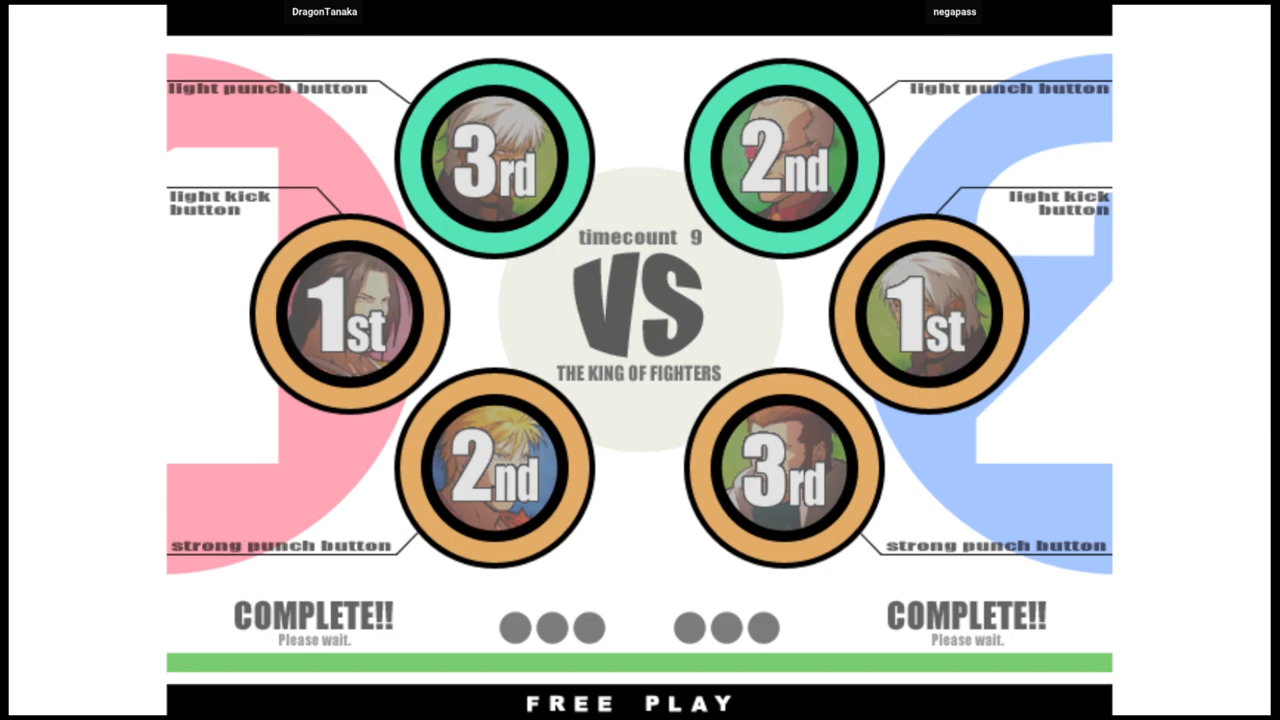 DragonTanaka
negapass
light punch button
light punch button
3rd
2nd
light kick
button
light kick
button
timecount 9
VS
1st
1st
THE KING OF FIGHTERS
2nd
3rd
strong punch button
strong punch button
COMPLETE!!
Please wait.
COMPLETE!!
Please wait.
FREE PLAY